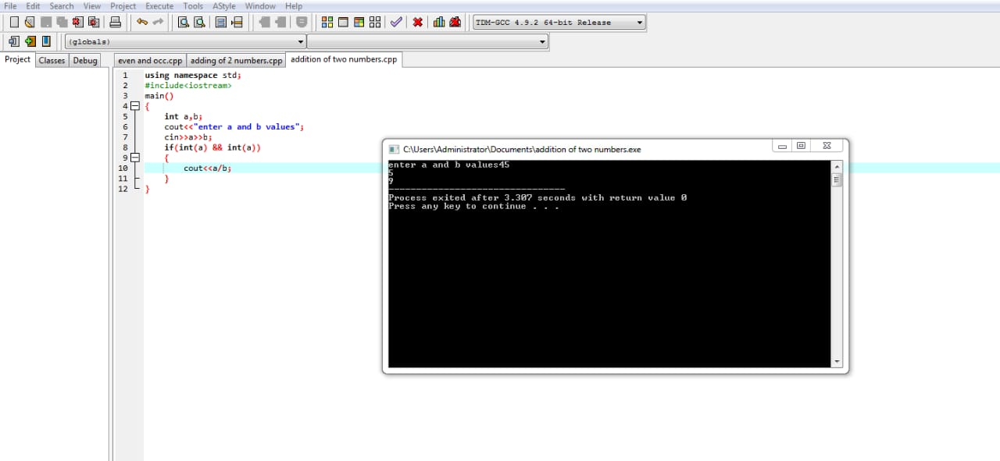 File Edit Search View Project Execute Tools AStyle Window Help
TDM-GCC 4.9.2 64-bit Release
(globals)
Project Classes Debug even and occ.cpp adding of 2 numbers.cpp addition of two numbers.cpp
1 using namespace std;
2 #include<iostream>
3 main()
4 {
5 int a,b;
6 cout<<"enter a and b values";
7 cin>>a>>b;
8 if(int(a) && int(a))
9 {
10 cout<<a/b;
11 }
12 }
C:\Users\Administrator\Documents\addition of two numbers.exe
enter a and b values45
5
9
--------------------------------
Process exited after 3.307 seconds with return value 0
Press any key to continue . . .